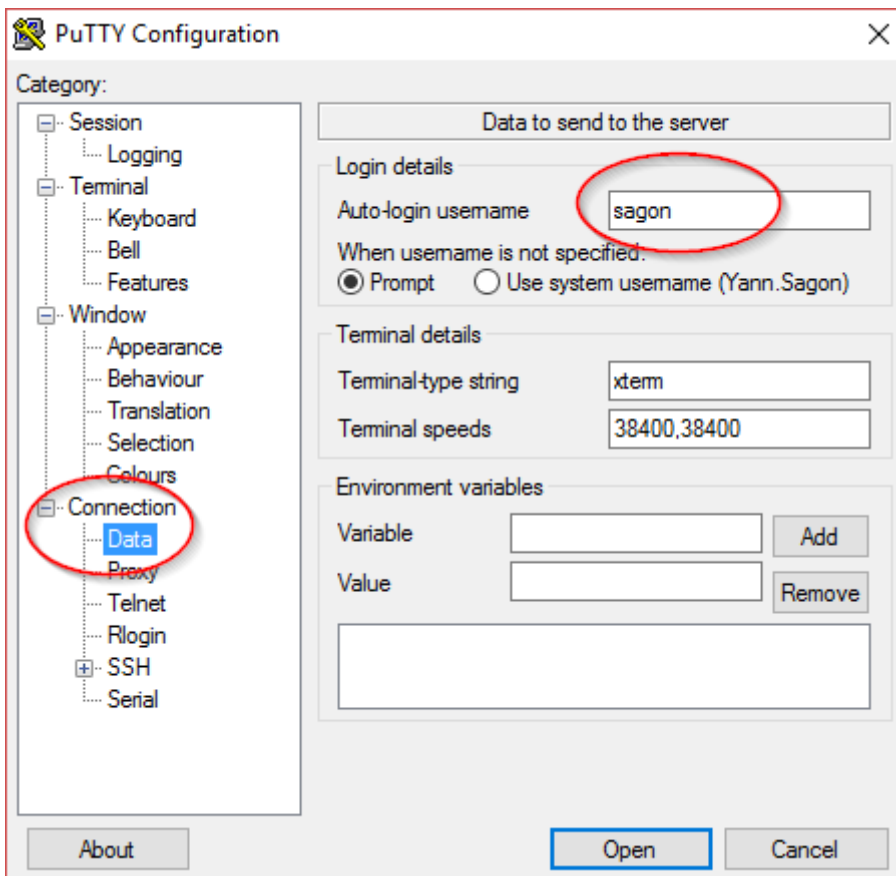 PuTTY Configuration
Category:
Session
Logging
Terminal
Keyboard
Bell
Features
Window
Appearance
Behaviour
Translation
Selection
Colours
Connection
Data
Proxy
Telnet
Rlogin
SSH
Serial
Data to send to the server
Login details
Auto-login username sagon
When username is not specified:
Prompt Use system username (Yann.Sagon)
Terminal details
Terminal-type string xterm
Terminal speeds 38400,38400
Environment variables
Variable Add
Value Remove
About Open Cancel